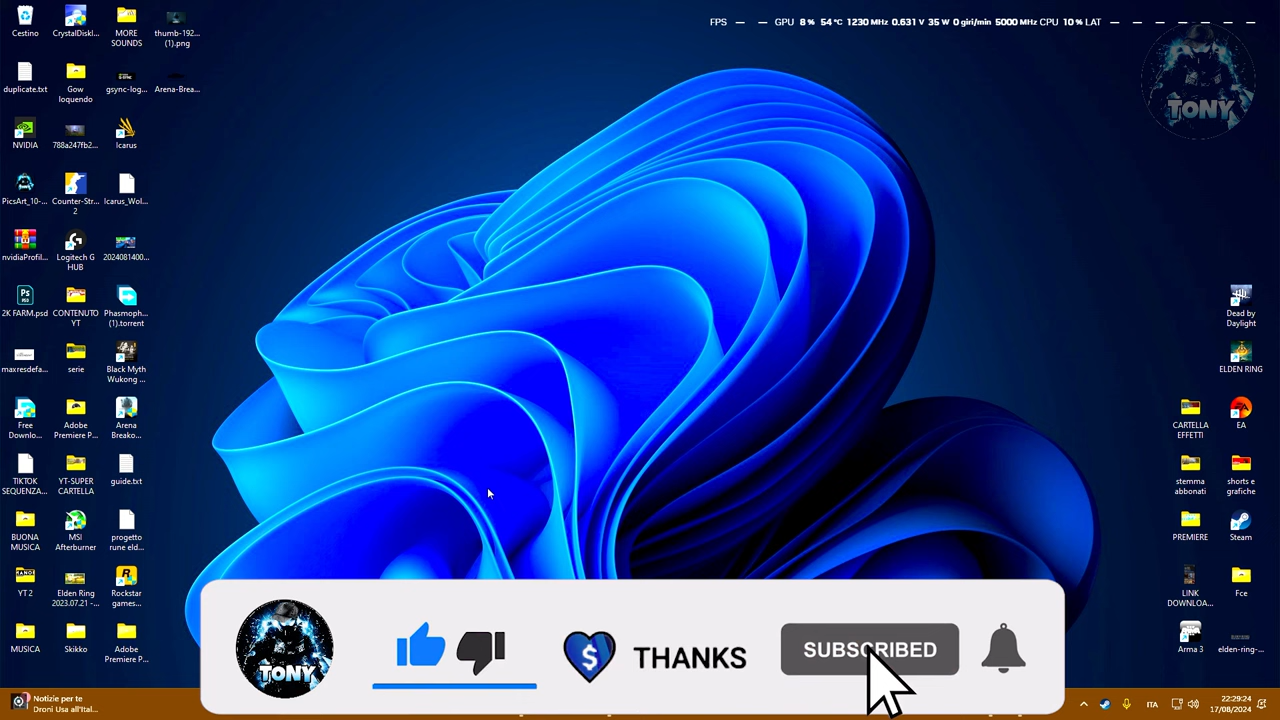 FPS — — GPU 8 % 54 °C 1230 MHz 0.631 V 35 W 0 giri/min 5000 MHz CPU 10 % LAT — — — — — — —
TONY
Cestino
CrystalDiskI...
MORE SOUNDS
thumb-192... (1).png
duplicate.txt
Gow loquendo
gsync-log...
Arena-Brea...
NVIDIA
788a247fb2...
Icarus
PicsArt_10-...
Counter-Str... 2
Icarus_Wol...
nvidiaProfil...
Logitech G HUB
2024081400...
2K FARM.psd
CONTENUTO YT
Phasmoph... (1).torrent
maxresdefa...
serie
Black Myth Wukong ...
Free Downlo...
Adobe Premiere P...
Arena Breako...
TIKTOK SEQUENZA...
YT-SUPER CARTELLA
guide.txt
BUONA MUSICA
MSI Afterburner
progetto rune eld...
YT 2
Elden Ring 2023.07.21 -...
Rockstar games...
MUSICA
Skikko
Adobe Premiere P...
Dead by Daylight
ELDEN RING
CARTELLA EFFETTI
EA
stemma abbonati
shorts e grafiche
PREMIERE
Steam
LINK DOWNLOA...
Fce
Arma 3
elden-ring-...
TONY
THANKS
SUBSCRIBED
Notizie per te
Droni Usa all'Ital...
ITA
22:29:24
17/08/2024